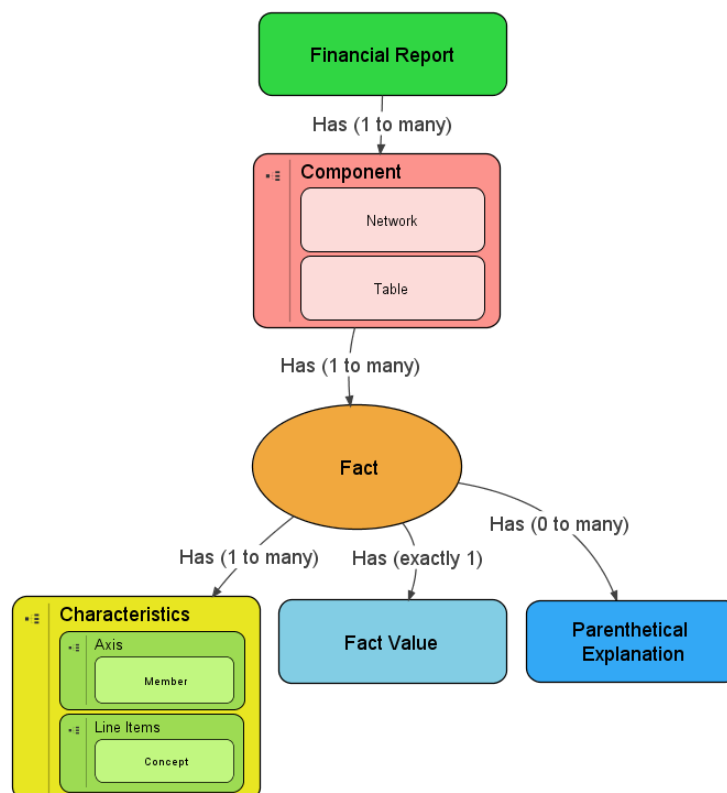 Financial Report
Has (1 to many)
Component
Network
Table
Has (1 to many)
Fact
Has (1 to many)
Has (exactly 1)
Has (0 to many)
Characteristics
Axis
Member
Line Items
Concept
Fact Value
Parenthetical
Explanation